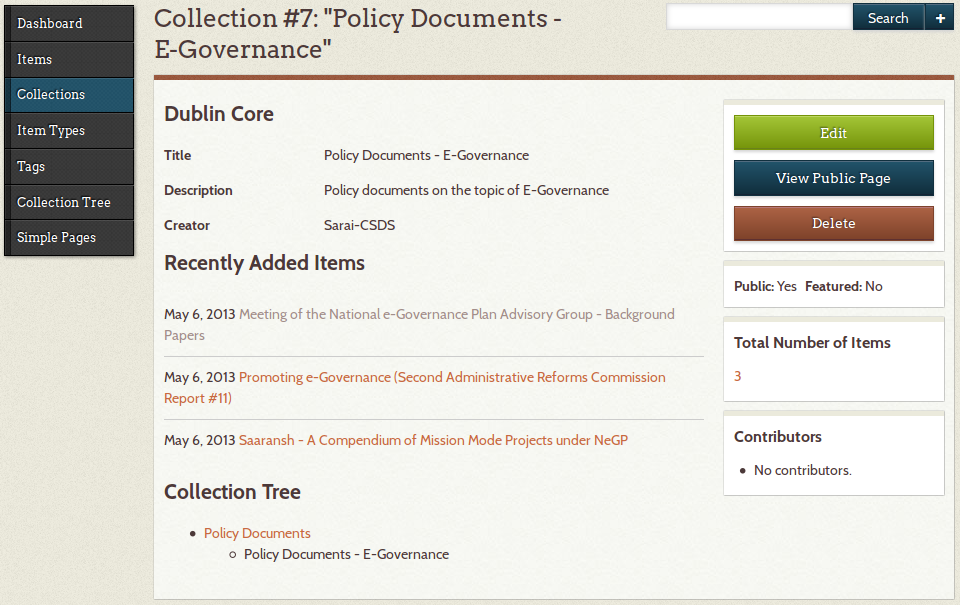 Dashboard
Items
Collections
Item Types
Tags
Collection Tree
Simple Pages
Collection #7: "Policy Documents -
E-Governance"
Search +
Dublin Core
Title Policy Documents - E-Governance
Description Policy documents on the topic of E-Governance
Creator Sarai-CSDS
Recently Added Items
May 6, 2013 Meeting of the National e-Governance Plan Advisory Group - Background
Papers
May 6, 2013 Promoting e-Governance (Second Administrative Reforms Commission
Report #11)
May 6, 2013 Saaransh - A Compendium of Mission Mode Projects under NeGP
Collection Tree
Policy Documents
Policy Documents - E-Governance
Edit
View Public Page
Delete
Public: Yes Featured: No
Total Number of Items
3
Contributors
No contributors.